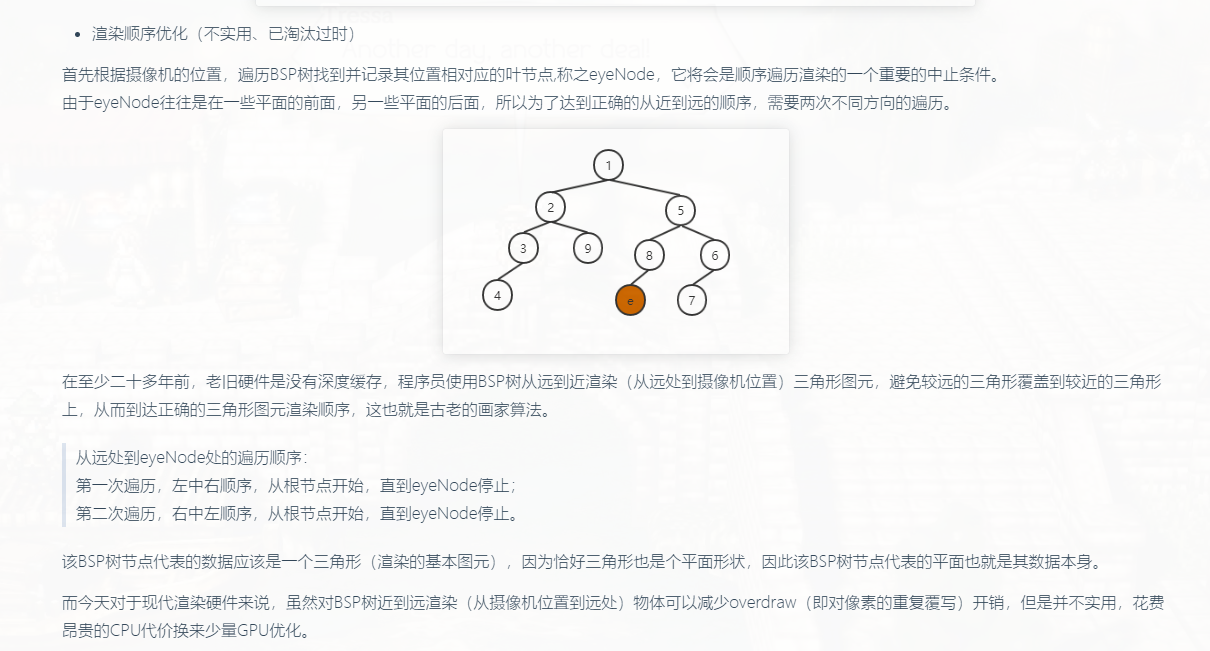 渲染顺序优化（不实用、已淘汰过时）
首先根据摄像机的位置，遍历BSP树找到并记录其位置相对应的叶节点,称之eyeNode，它将会是顺序遍历渲染的一个重要的中止条件。
由于eyeNode往往是在一些平面的前面，另一些平面的后面，所以为了达到正确的从近到远的顺序，需要两次不同方向的遍历。
1
2
5
3
9
8
6
4
e
7
在至少二十多年前，老旧硬件是没有深度缓存，程序员使用BSP树从远到近渲染（从远处到摄像机位置）三角形图元，避免较远的三角形覆盖到较近的三角形
上，从而到达正确的三角形图元渲染顺序，这也就是古老的画家算法。
从远处到eyeNode处的遍历顺序：
第一次遍历，左中右顺序，从根节点开始，直到eyeNode停止；
第二次遍历，右中左顺序，从根节点开始，直到eyeNode停止。
该BSP树节点代表的数据应该是一个三角形（渲染的基本图元），因为恰好三角形也是个平面形状，因此该BSP树节点代表的平面也就是其数据本身。
而今天对于现代渲染硬件来说，虽然对BSP树近到远渲染（从摄像机位置到远处）物体可以减少overdraw（即对像素的重复覆写）开销，但是并不实用，花费
昂贵的CPU代价换来少量GPU优化。